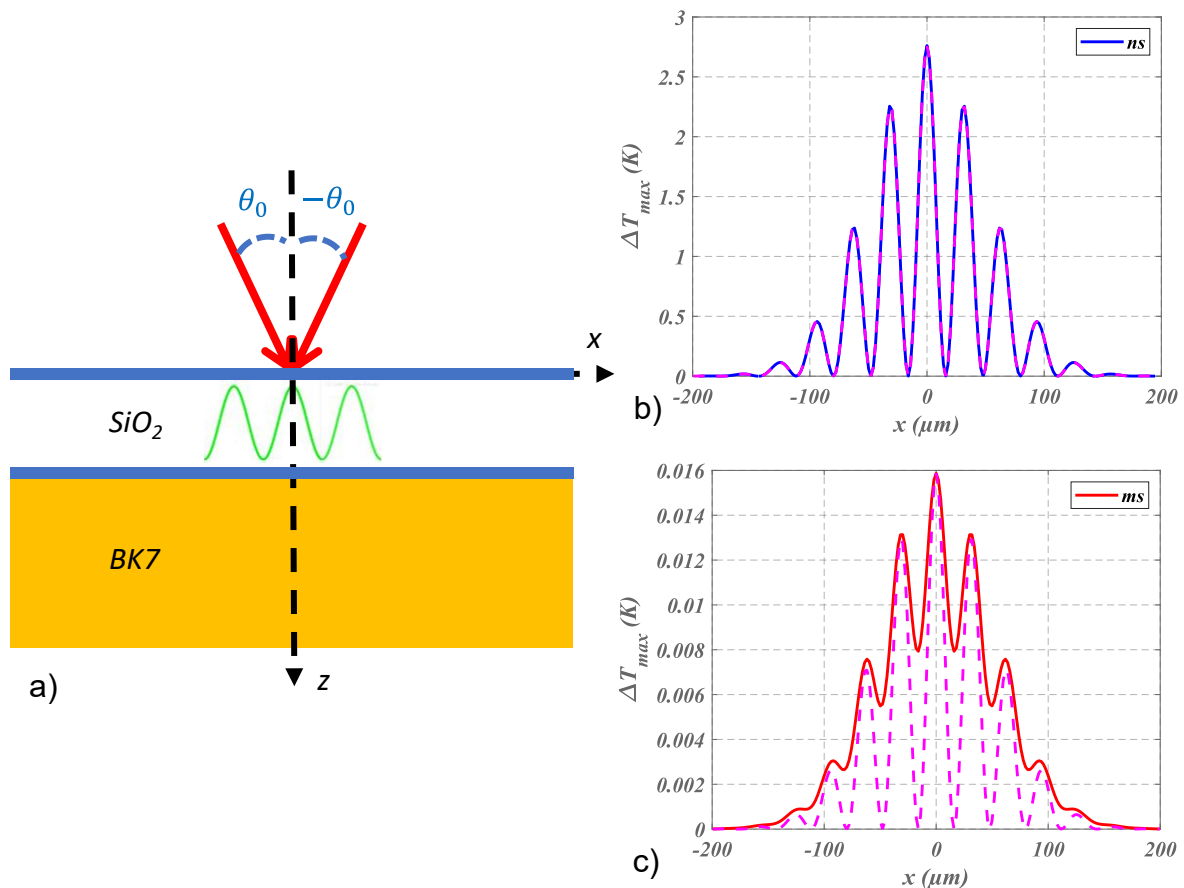 θ₀ −θ₀
x
SiO₂
BK7
z
a)
3
2.5
2
1.5
1
0.5
0
ΔT_max (K)
ns
-200 -100 0 100 200
x (μm)
b)
0.016
0.014
0.012
0.01
0.008
0.006
0.004
0.002
0
ΔT_max (K)
ms
-200 -100 0 100 200
x (μm)
c)